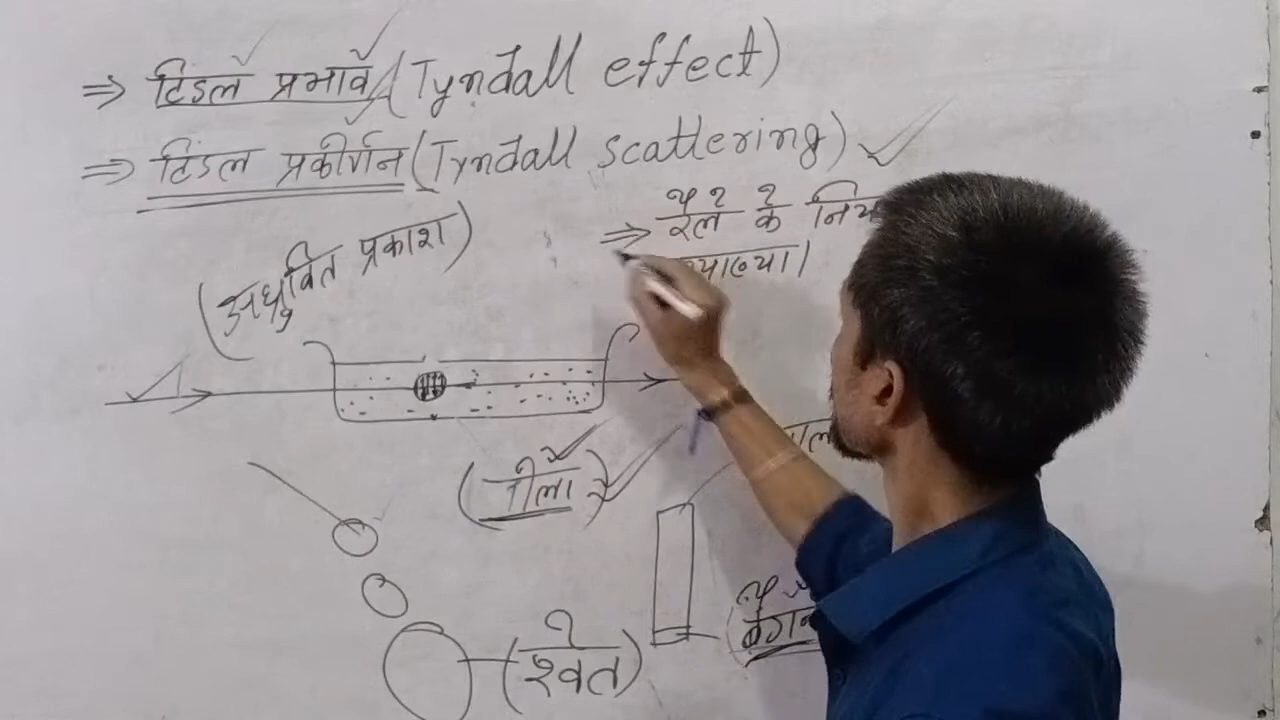 ⇒ टिंडल प्रभाव (Tyndall effect)
⇒ टिंडल प्रकीर्णन (Tyndall scattering)
⇒ रैले के
(अध्रुवित प्रकाश)
(नीला)
(श्वेत)